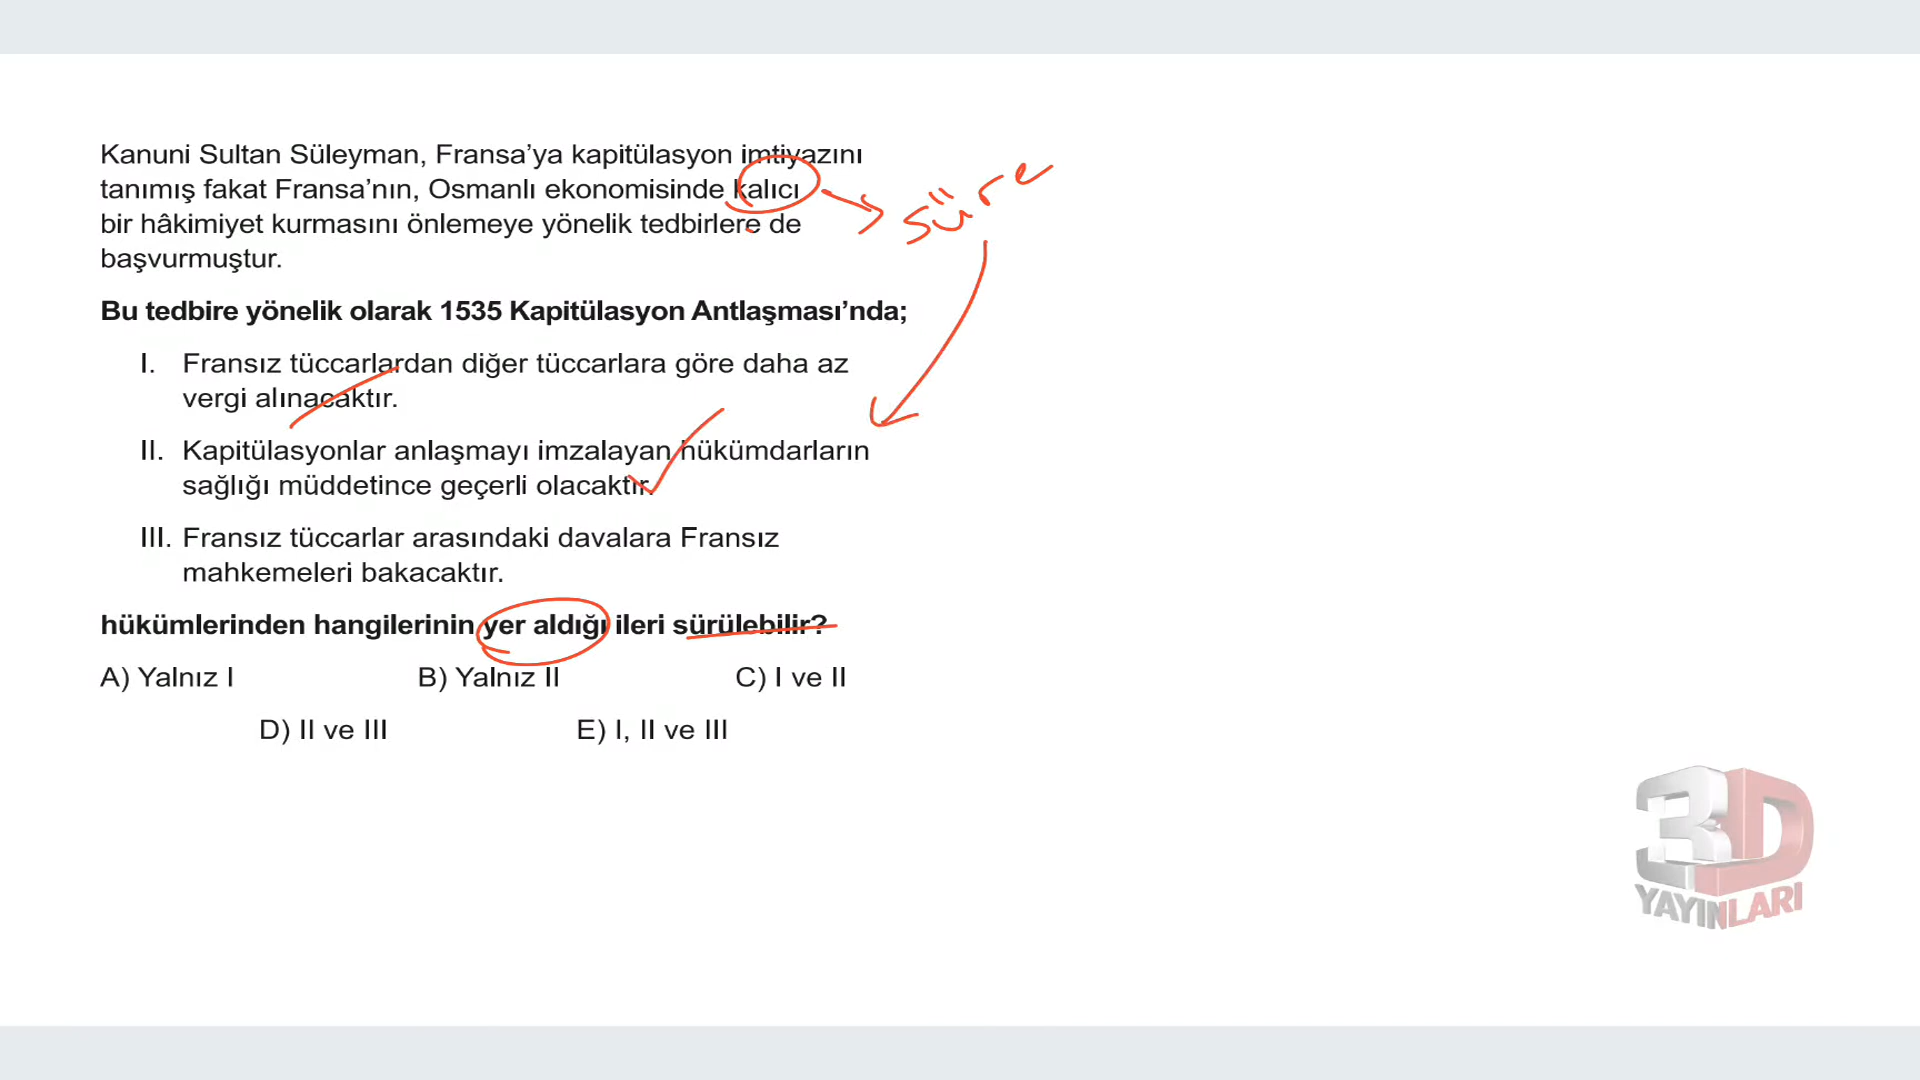 Kanuni Sultan Süleyman, Fransa’ya kapitülasyon imtiyazını
tanımış fakat Fransa’nın, Osmanlı ekonomisinde kalıcı
bir hâkimiyet kurmasını önlemeye yönelik tedbirlere de
başvurmuştur.
süre
Bu tedbire yönelik olarak 1535 Kapitülasyon Antlaşması’nda;
I. Fransız tüccarlardan diğer tüccarlara göre daha az
vergi alınacaktır.
II. Kapitülasyonlar anlaşmayı imzalayan hükümdarların
sağlığı müddetince geçerli olacaktır.
III. Fransız tüccarlar arasındaki davalara Fransız
mahkemeleri bakacaktır.
hükümlerinden hangilerinin yer aldığı ileri sürülebilir?
A) Yalnız I B) Yalnız II C) I ve II
D) II ve III E) I, II ve III
3D
YAYINLARI